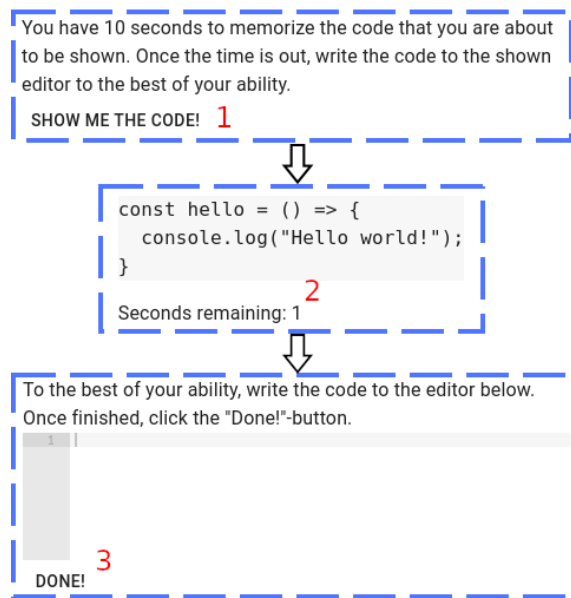 You have 10 seconds to memorize the code that you are about
to be shown. Once the time is out, write the code to the shown
editor to the best of your ability.
SHOW ME THE CODE! 1
const hello = () => {
  console.log("Hello world!");
}
2
Seconds remaining: 1
To the best of your ability, write the code to the editor below.
Once finished, click the "Done!"-button.
1
3
DONE!